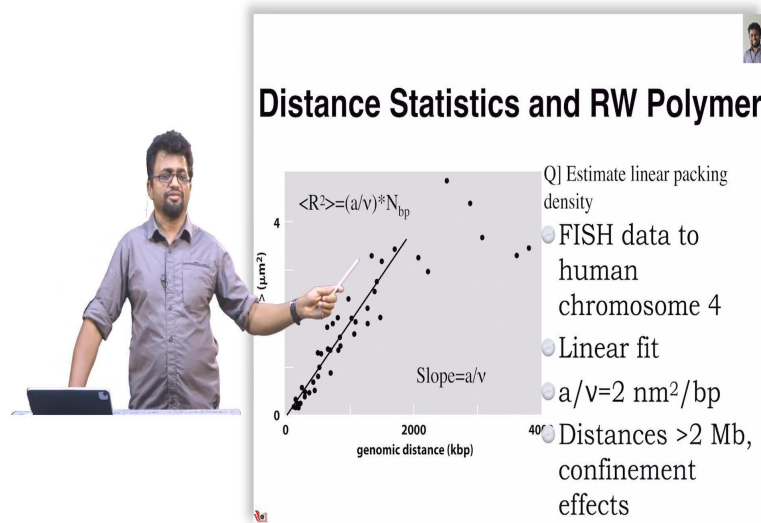 Distance Statistics and RW Polymer
Q] Estimate linear packing
density
FISH data to
human
chromosome 4
Linear fit
a/ν=2 nm²/bp
Distances >2 Mb,
confinement
effects
<R²>=(a/ν)*N_bp
4
> (μm²)
Slope=a/ν
0
0
2000
400
genomic distance (kbp)